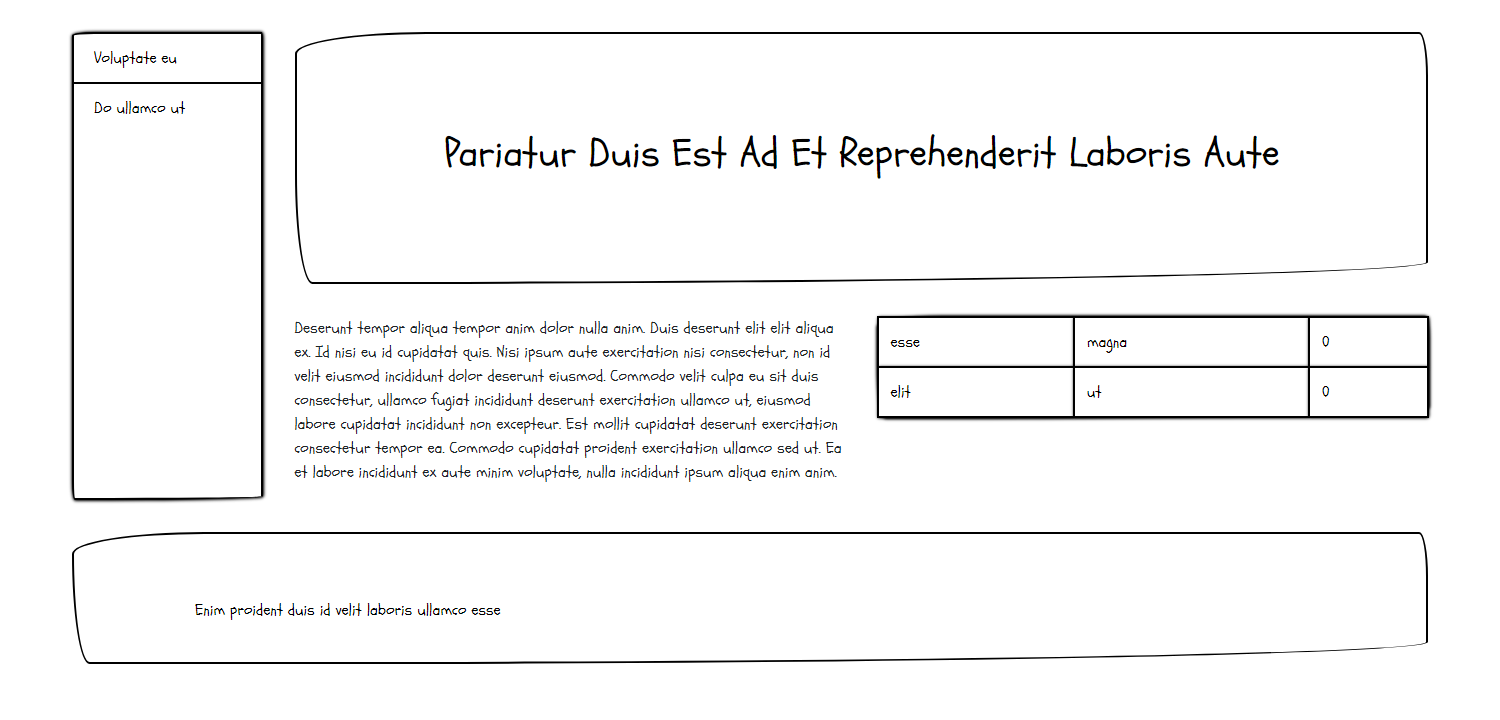 Voluptate eu
Do ullamco ut
Pariatur Duis Est Ad Et Reprehenderit Laboris Aute
Deserunt tempor aliqua tempor anim dolor nulla anim. Duis deserunt elit elit aliqua
ex. Id nisi eu id cupidatat quis. Nisi ipsum aute exercitation nisi consectetur, non id
velit eiusmod incididunt dolor deserunt eiusmod. Commodo velit culpa eu sit duis
consectetur, ullamco fugiat incididunt deserunt exercitation ullamco ut, eiusmod
labore cupidatat incididunt non excepteur. Est mollit cupidatat deserunt exercitation
consectetur tempor ea. Commodo cupidatat proident exercitation ullamco sed ut. Ea
et labore incididunt ex aute minim voluptate, nulla incididunt ipsum aliqua enim anim.
esse magna 0
elit ut 0
Enim proident duis id velit laboris ullamco esse